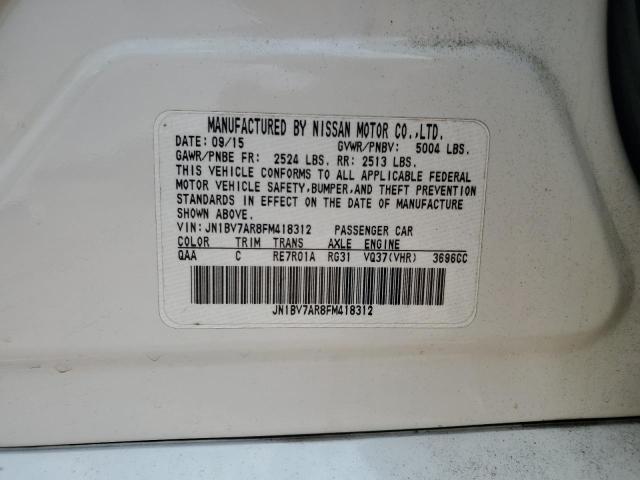 MANUFACTURED BY NISSAN MOTOR CO.,LTD.
DATE: 09/15 GVWR/PNBV: 5004 LBS.
GAWR/PNBE FR: 2524 LBS. RR: 2513 LBS.
THIS VEHICLE CONFORMS TO ALL APPLICABLE FEDERAL
MOTOR VEHICLE SAFETY,BUMPER,AND THEFT PREVENTION
STANDARDS IN EFFECT ON THE DATE OF MANUFACTURE
SHOWN ABOVE.
VIN:JN1BV7AR8FM418312 PASSENGER CAR
COLOR TRIM TRANS AXLE ENGINE
QAA C RE7R01A RG31 VQ37(VHR) 3696CC
JN1BV7AR8FM418312